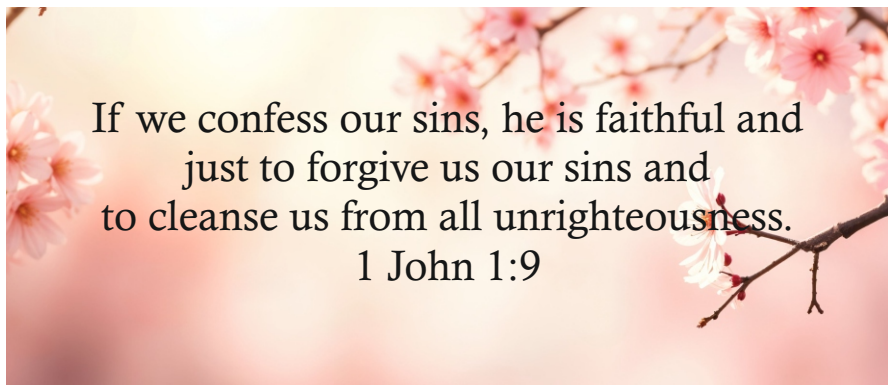 If we confess our sins, he is faithful and
just to forgive us our sins and
to cleanse us from all unrighteousness.
1 John 1:9